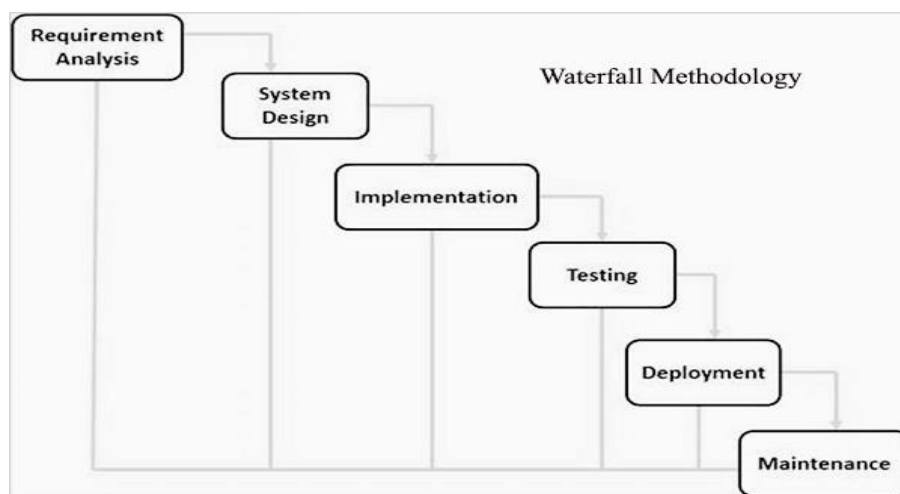 Requirement
Analysis
Waterfall Methodology
System
Design
Implementation
Testing
Deployment
Maintenance